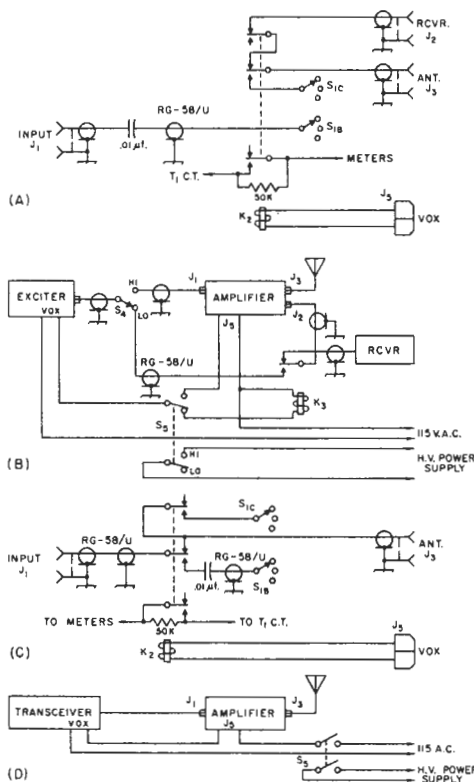 RCVR.
J2
ANT.
J3
S1C
RG-58/U
S1B
INPUT
J1
.01 µf.
METERS
T1 C.T.
50K
(A)
K2
J5
VOX
EXCITER
VOX
S4
HI
LO
J1
AMPLIFIER
J3
J2
J5
RG-58/U
RCVR
K3
S5
115 V.A.C.
HI
LO
H.V. POWER
SUPPLY
(B)
S1C
RG-58/U
INPUT
J1
RG-58/U
.01 µf.
S1B
ANT.
J3
TO METERS
50K
TO T1 C.T.
(C)
K2
J5
VOX
TRANSCEIVER
VOX
J1
AMPLIFIER
J5
J3
115 A.C.
S5
H.V. POWER
SUPPLY
(D)